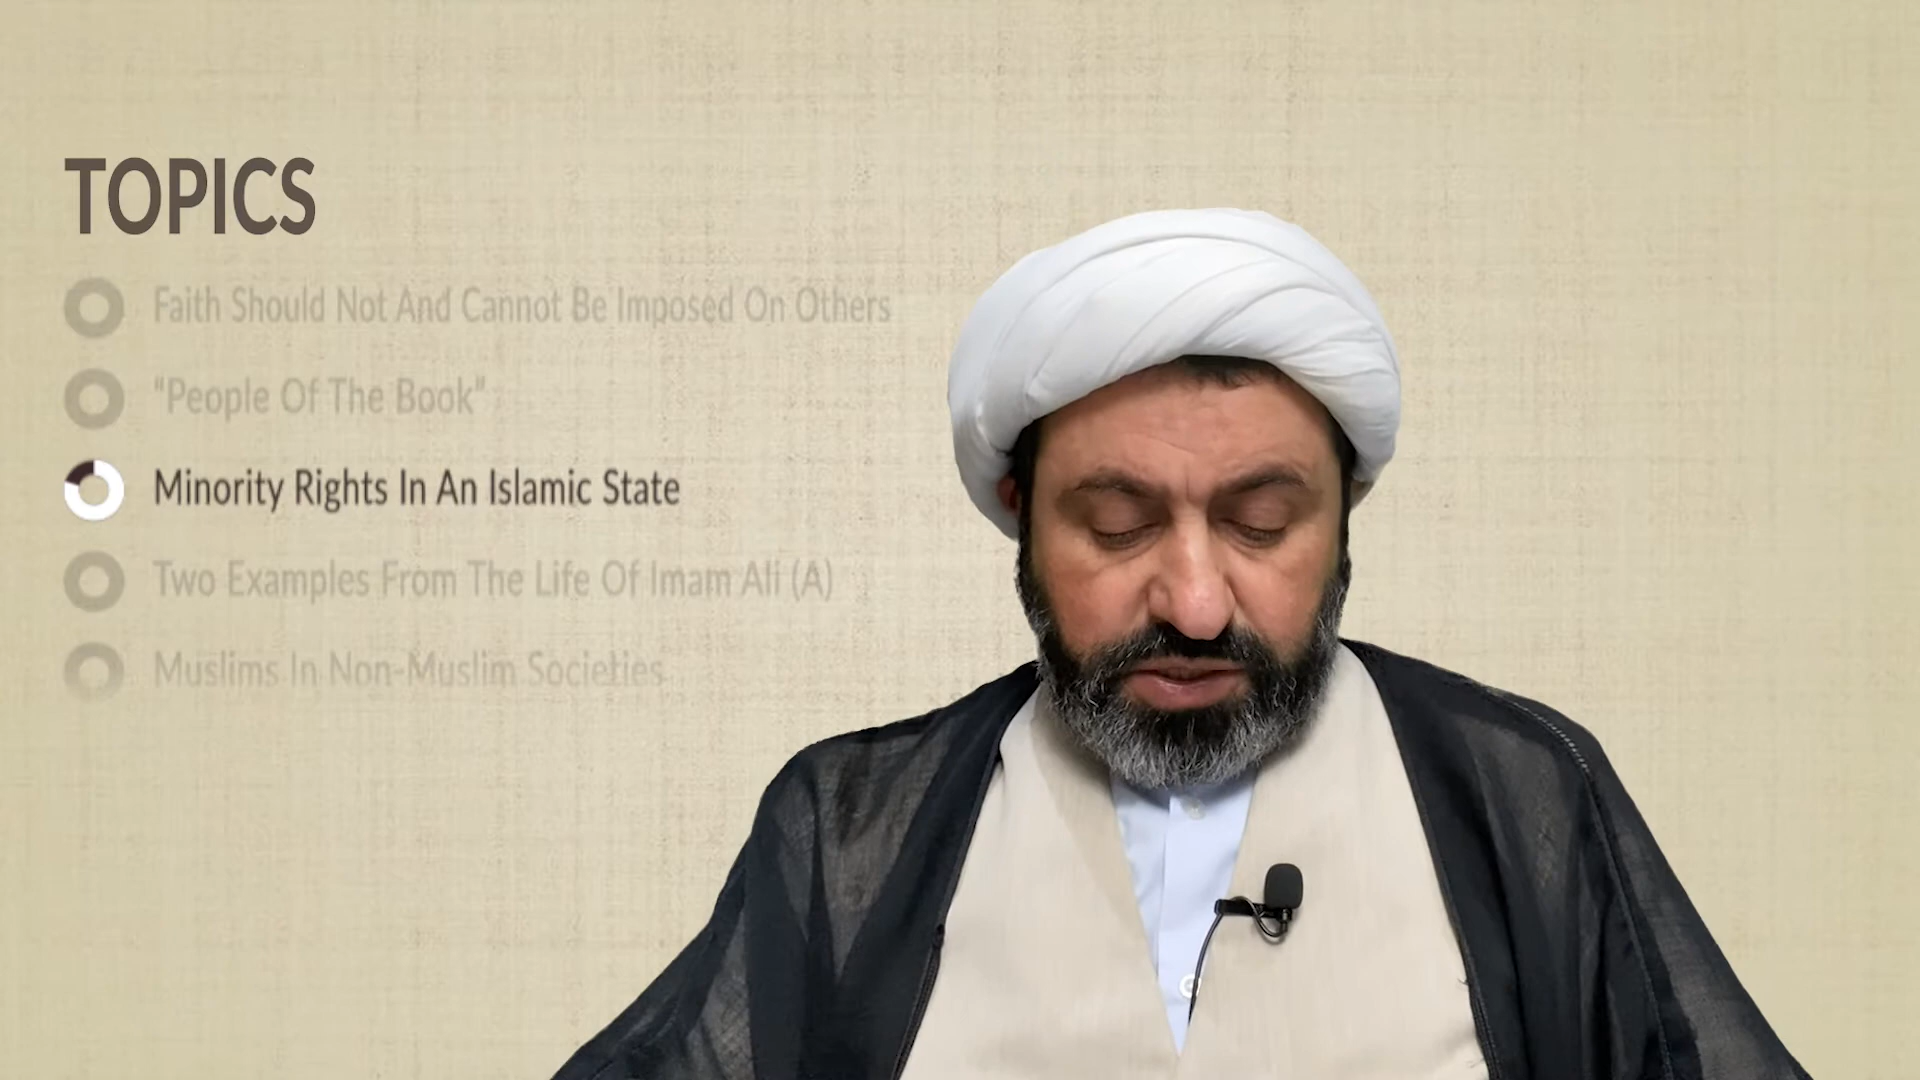 TOPICS
Faith Should Not And Cannot Be Imposed On Others
"People Of The Book"
Minority Rights In An Islamic State
Two Examples From The Life Of Imam Ali (A)
Muslims In Non-Muslim Societies